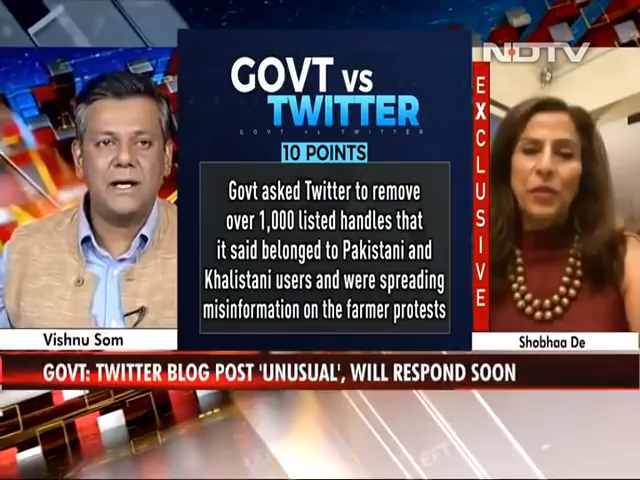 NDTV
GOVT VS
TWITTER
GOVT VS TWITTER
10 POINTS
Govt asked Twitter to remove
over 1,000 listed handles that
it said belonged to Pakistani and
Khalistani users and were spreading
misinformation on the farmer protests
EXCLUSIVE
Vishnu Som
Shobhaa De
GOVT: TWITTER BLOG POST 'UNUSUAL', WILL RESPOND SOON